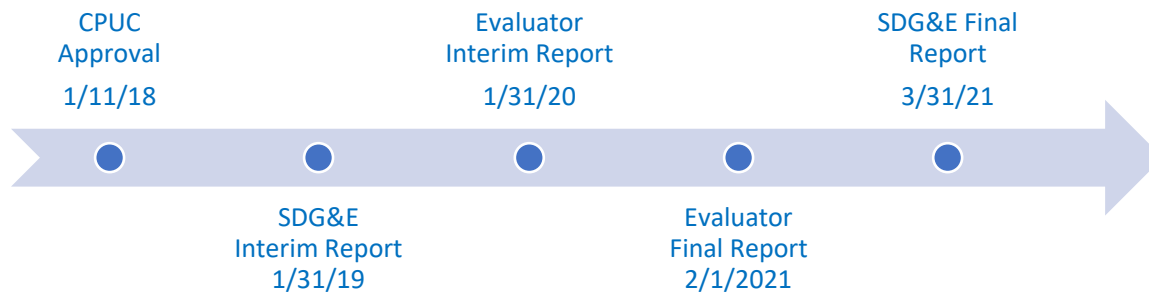 CPUC
Approval
1/11/18
SDG&E
Interim Report
1/31/19
Evaluator
Interim Report
1/31/20
Evaluator
Final Report
2/1/2021
SDG&E Final
Report
3/31/21